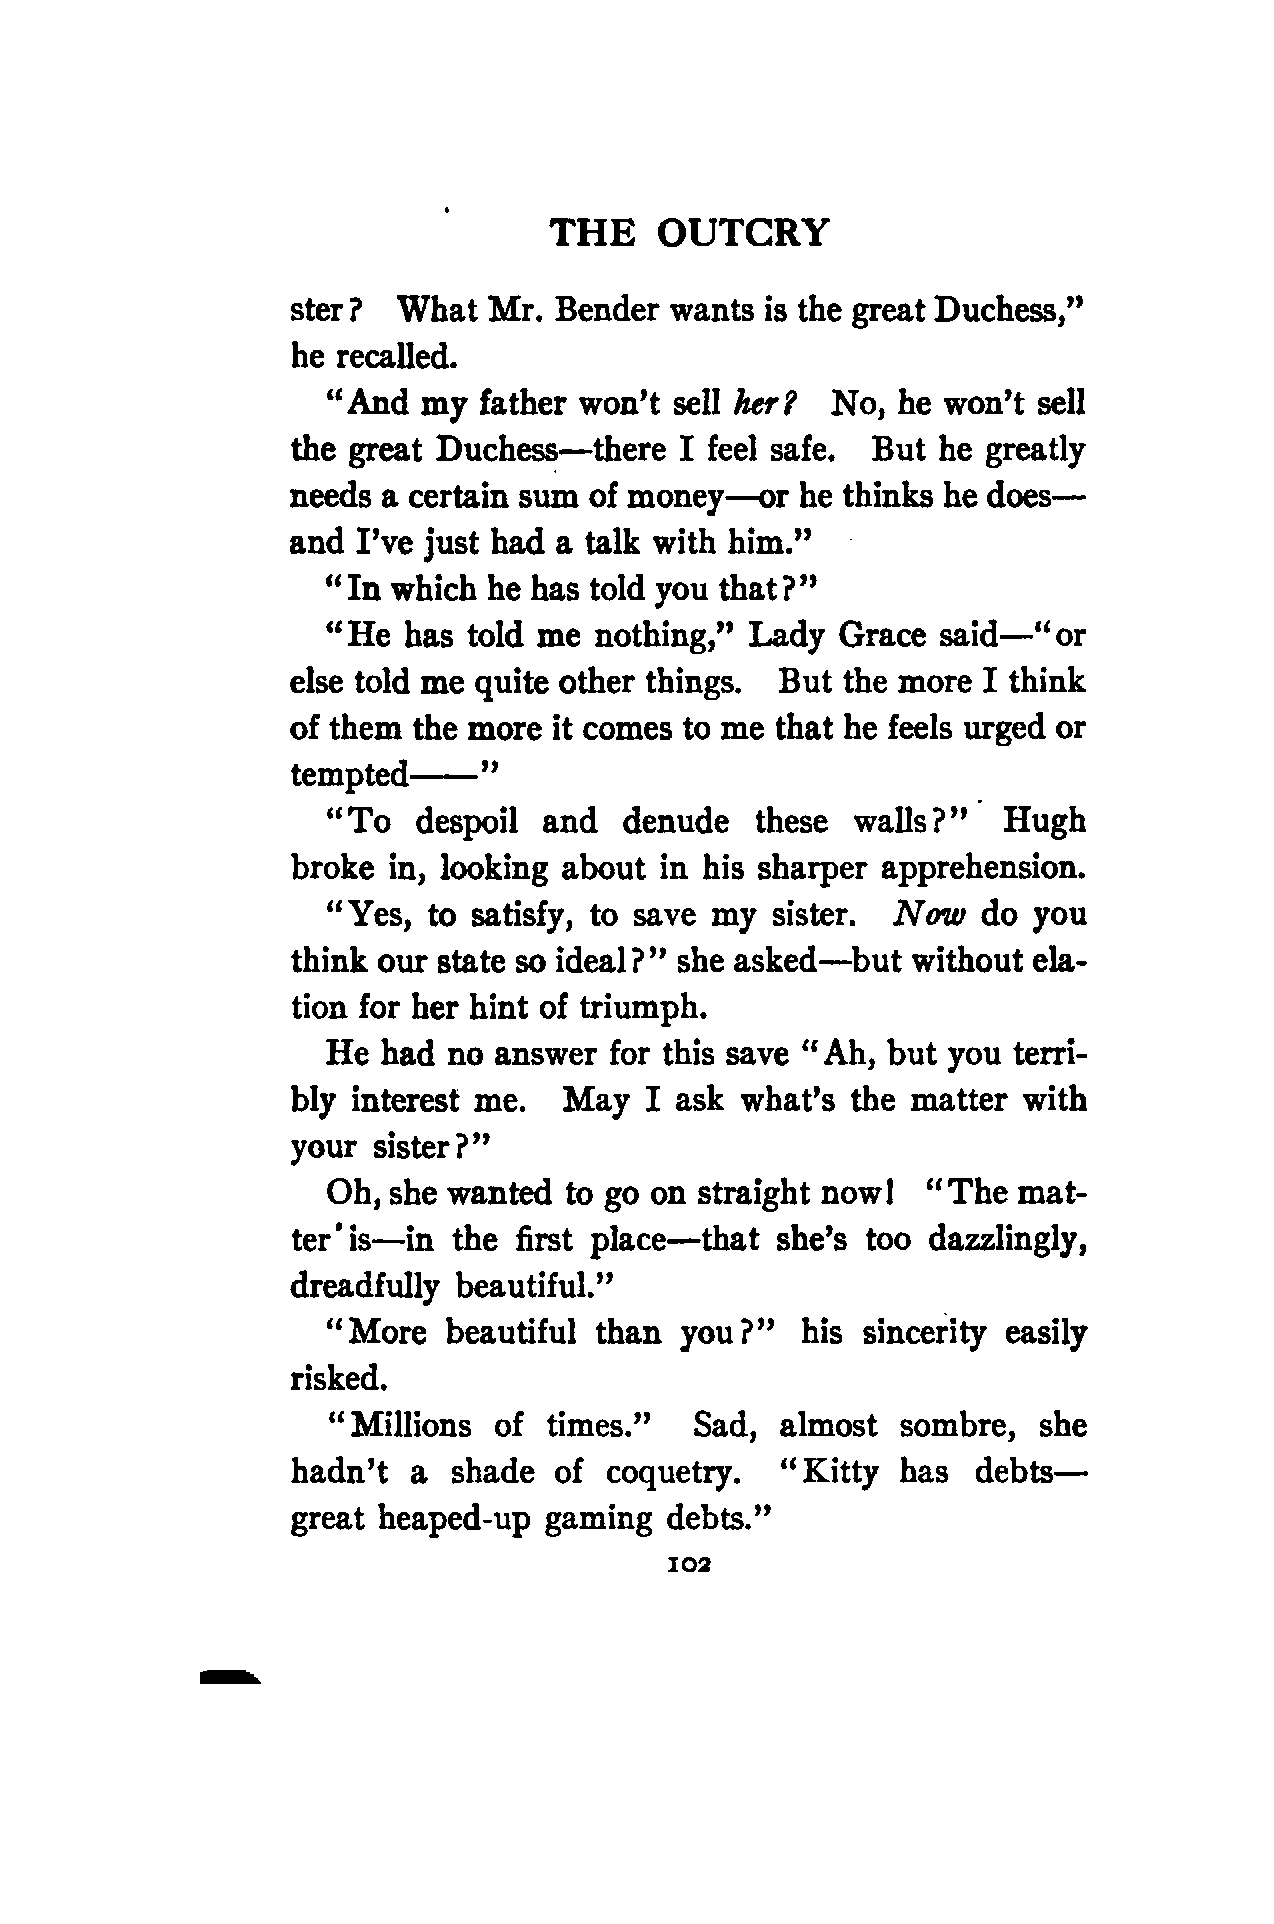 THE OUTCRY
ster? What Mr. Bender wants is the great Duchess,”
he recalled.
“And my father won’t sell her? No, he won’t sell
the great Duchess—there I feel safe. But he greatly
needs a certain sum of money—or he thinks he does—
and I’ve just had a talk with him.”
“In which he has told you that?”
“He has told me nothing,” Lady Grace said—“or
else told me quite other things. But the more I think
of them the more it comes to me that he feels urged or
tempted——”
“To despoil and denude these walls?” Hugh
broke in, looking about in his sharper apprehension.
“Yes, to satisfy, to save my sister. Now do you
think our state so ideal?” she asked—but without ela-
tion for her hint of triumph.
He had no answer for this save “Ah, but you terri-
bly interest me. May I ask what’s the matter with
your sister?”
Oh, she wanted to go on straight now! “The mat-
ter is—in the first place—that she’s too dazzlingly,
dreadfully beautiful.”
“More beautiful than you?” his sincerity easily
risked.
“Millions of times.” Sad, almost sombre, she
hadn’t a shade of coquetry. “Kitty has debts—
great heaped-up gaming debts.”
102